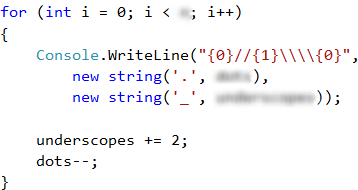 for (int i = 0; i < ; i++)
{
Console.WriteLine("{0}//{1}\\\\{0}",
new string('.', ),
new string('_', ));
underscopes += 2;
dots--;
}